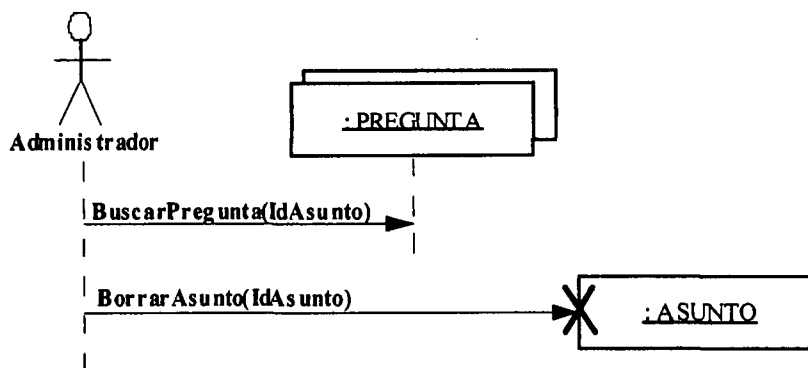 : PREGUNTA
Administrador
BuscarPregunta(IdAsunto)
BorrarAsunto(IdAsunto)
: ASUNTO